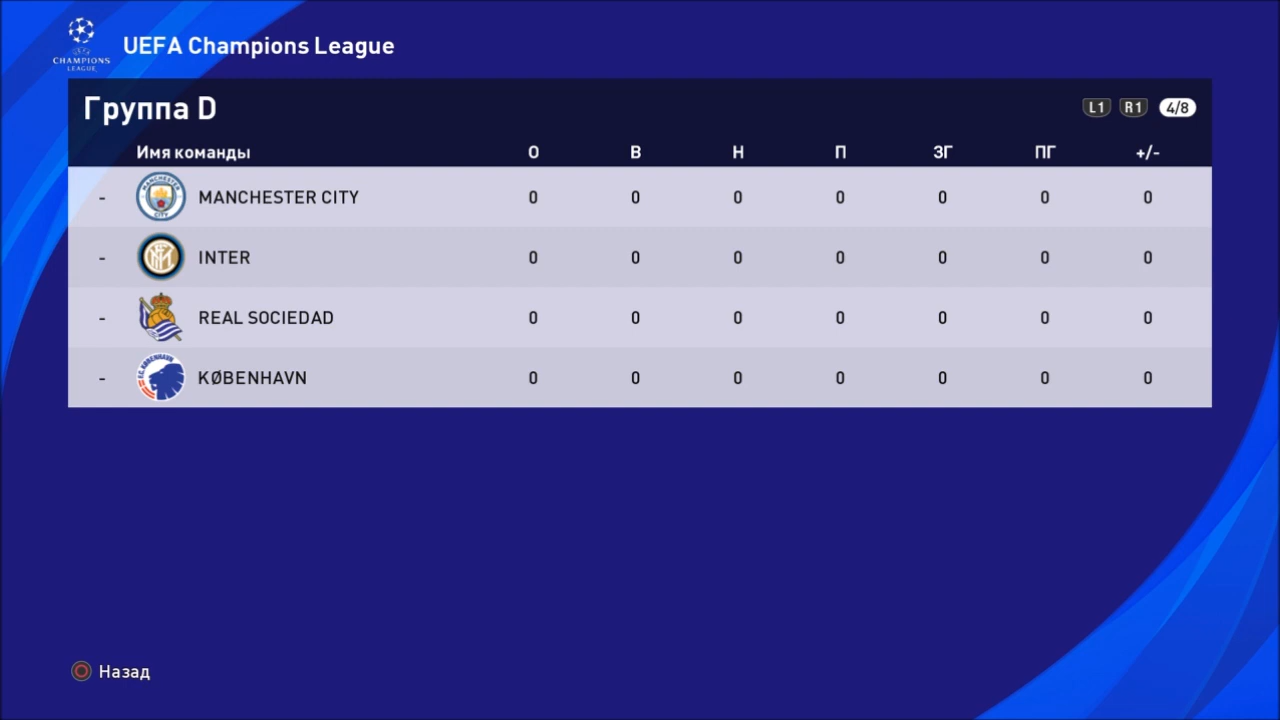 CHAMPIONS
LEAGUE
UEFA Champions League
Группа D L1 R1 4/8
Имя команды О В Н П ЗГ ПГ +/-
- MANCHESTER CITY 0 0 0 0 0 0 0
- INTER 0 0 0 0 0 0 0
- REAL SOCIEDAD 0 0 0 0 0 0 0
- KØBENHAVN 0 0 0 0 0 0 0
Назад